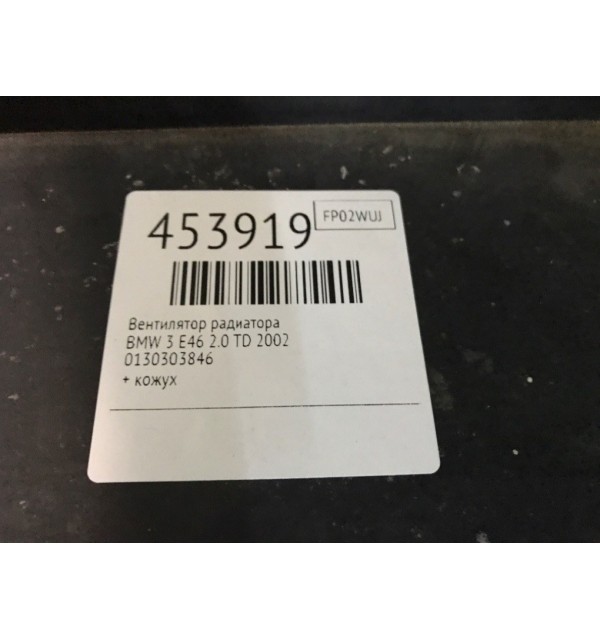 453919
FP02WUJ
Вентилятор радиатора
BMW 3 E46 2.0 TD 2002
0130303846
+ кожух